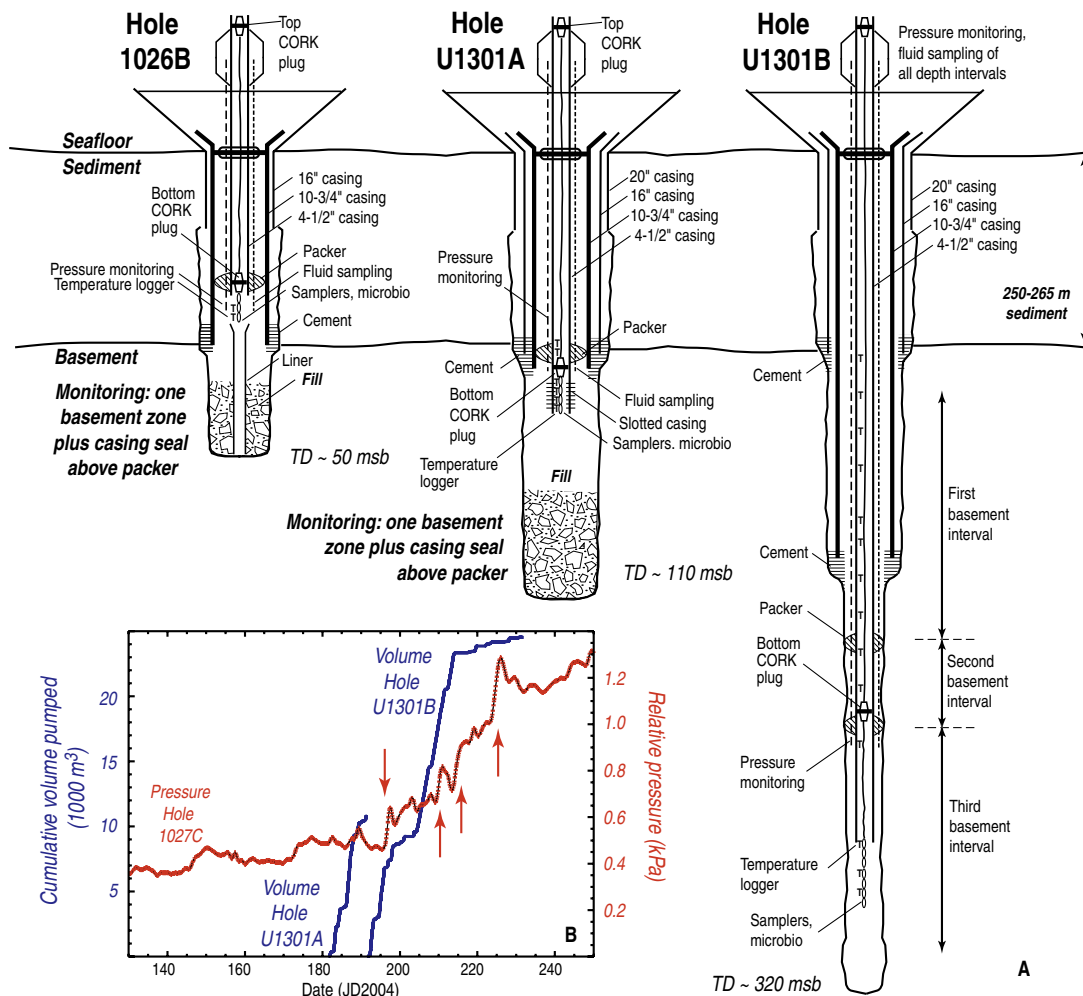 Hole
1026B
Top
CORK
plug
Seafloor
Sediment
16" casing
10-3/4" casing
4-1/2" casing
Bottom
CORK
plug
Packer
Pressure monitoring
Fluid sampling
Temperature logger
Samplers, microbio
T
T
Cement
Basement
Liner
Fill
Monitoring: one
basement zone
plus casing seal
above packer
TD ~ 50 msb
Hole
U1301A
Top
CORK
plug
20" casing
16" casing
10-3/4" casing
4-1/2" casing
Pressure
monitoring
Packer
T
T
Cement
Bottom
CORK
plug
Fluid sampling
Slotted casing
Samplers. microbio
Temperature
logger
T
T
T
Fill
Monitoring: one basement
zone plus casing seal
above packer
TD ~ 110 msb
Hole
U1301B
Pressure monitoring,
fluid sampling of
all depth intervals
20" casing
16" casing
10-3/4" casing
4-1/2" casing
250-265 m
sediment
Cement
T
T
T
T
T
T
T
T
T
T
T
T
T
T
First
basement
interval
Cement
Packer
Bottom
CORK
plug
Second
basement
interval
Pressure
monitoring
Third
basement
interval
Temperature
logger
Samplers,
microbio
TD ~ 320 msb
A
Cumulative volume pumped
(1000 m³)
20
15
10
5
Volume
Hole
U1301B
Pressure
Hole
1027C
Volume
Hole
U1301A
B
1.2
1.0
0.8
0.6
0.4
0.2
Relative pressure (kPa)
140 160 180 200 220 240
Date (JD2004)